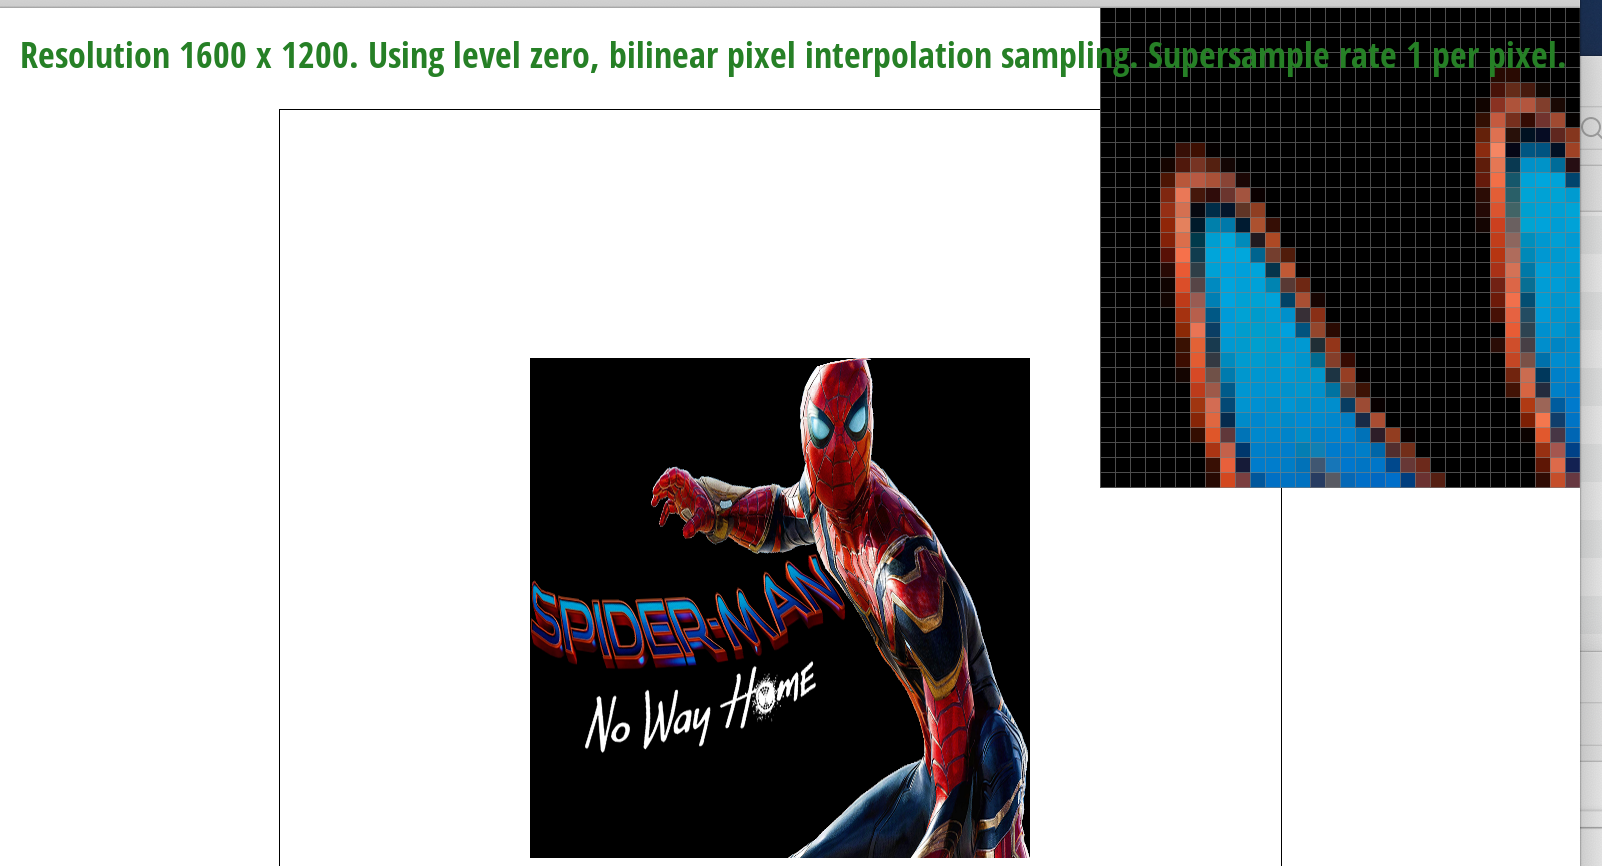 Resolution 1600 x 1200. Using level zero, bilinear pixel interpolation sampling. Supersample rate 1 per pixel.
SPIDER-MAN
No Way Home